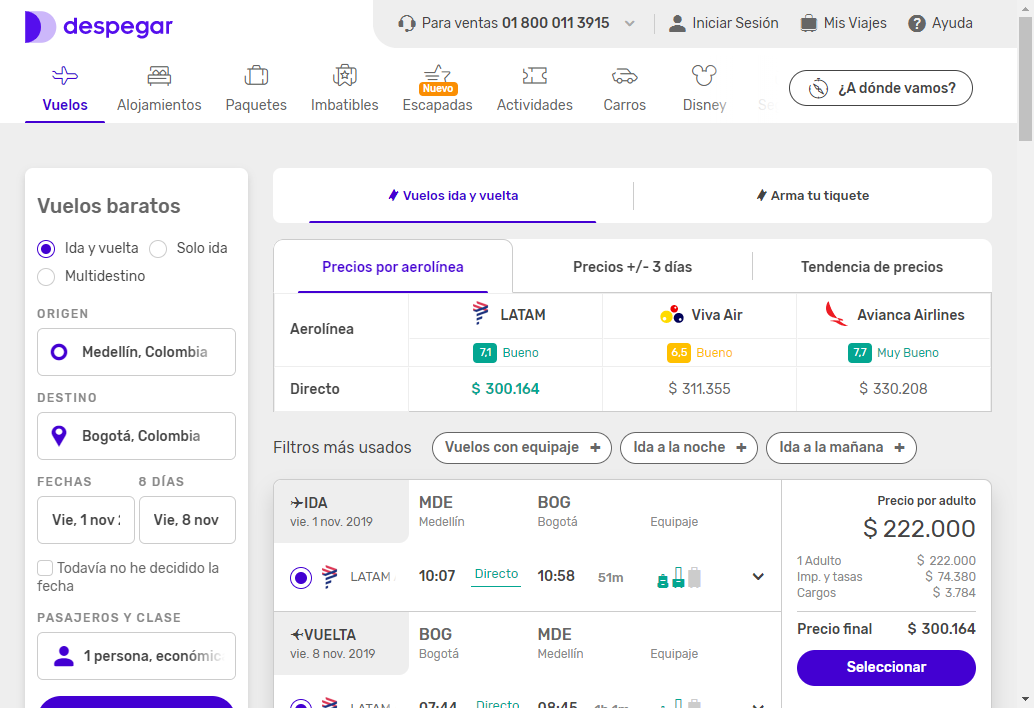 despegar
Para ventas 01 800 011 3915
Iniciar Sesión
Mis Viajes
Ayuda
Vuelos
Alojamientos
Paquetes
Imbatibles
Nuevo
Escapadas
Actividades
Carros
Disney
¿A dónde vamos?
Vuelos baratos
Ida y vuelta
Solo ida
Multidestino
ORIGEN
Medellín, Colombia
DESTINO
Bogotá, Colombia
FECHAS
8 DÍAS
Vie, 1 nov
Vie, 8 nov
Todavía no he decidido la
fecha
PASAJEROS Y CLASE
1 persona, económic
Vuelos ida y vuelta
Arma tu tiquete
Precios por aerolínea
Precios +/- 3 días
Tendencia de precios
Aerolínea
LATAM
Viva Air
Avianca Airlines
7,1 Bueno
6,5 Bueno
7,7 Muy Bueno
Directo
$ 300.164
$ 311.355
$ 330.208
Filtros más usados
Vuelos con equipaje +
Ida a la noche +
Ida a la mañana +
IDA
vie. 1 nov. 2019
MDE
Medellín
BOG
Bogotá
Equipaje
LATAM
10:07
Directo
10:58
51m
VUELTA
vie. 8 nov. 2019
BOG
Bogotá
MDE
Medellín
Equipaje
LATAM
07:44
Directo
08:45
1h 1m
Precio por adulto
$ 222.000
1 Adulto $ 222.000
Imp. y tasas $ 74.380
Cargos $ 3.784
Precio final $ 300.164
Seleccionar